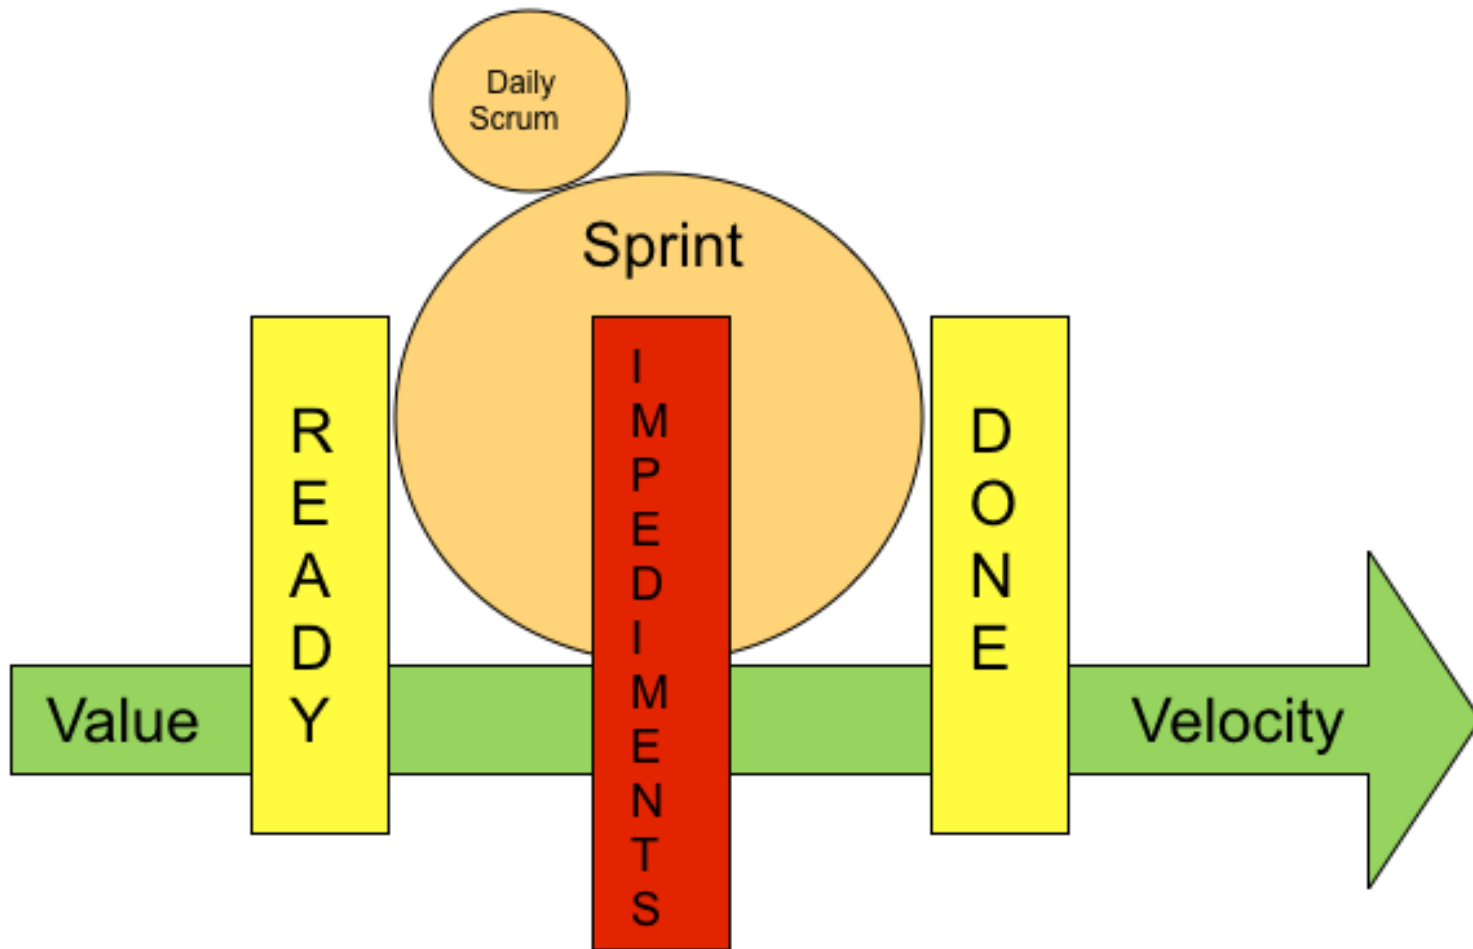 Daily
Scrum
Sprint
READY
IMPEDIMENTS
DONE
Value
Velocity